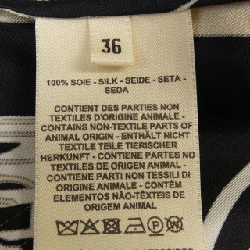 36
100% SOIE - SILK - SEIDE - SETA -
SEDA
CONTIENT DES PARTIES NON
TEXTILES D'ORIGINE ANIMALE -
CONTAINS NON-TEXTILE PARTS OF
ANIMAL ORIGIN - ENTHÄLT NICHT
TEXTILE TEILE TIERISCHER
HERKUNFT - CONTIENE PARTES
NO TEXTILES DE ORIGEN ANIMAL -
CONTIENE PARTI NON TESSILI DI
ORIGINE ANIMALE - CONTÉM
ELEMENTOS NÃO-TÊXTEIS DE
ORIGEM ANIMAL